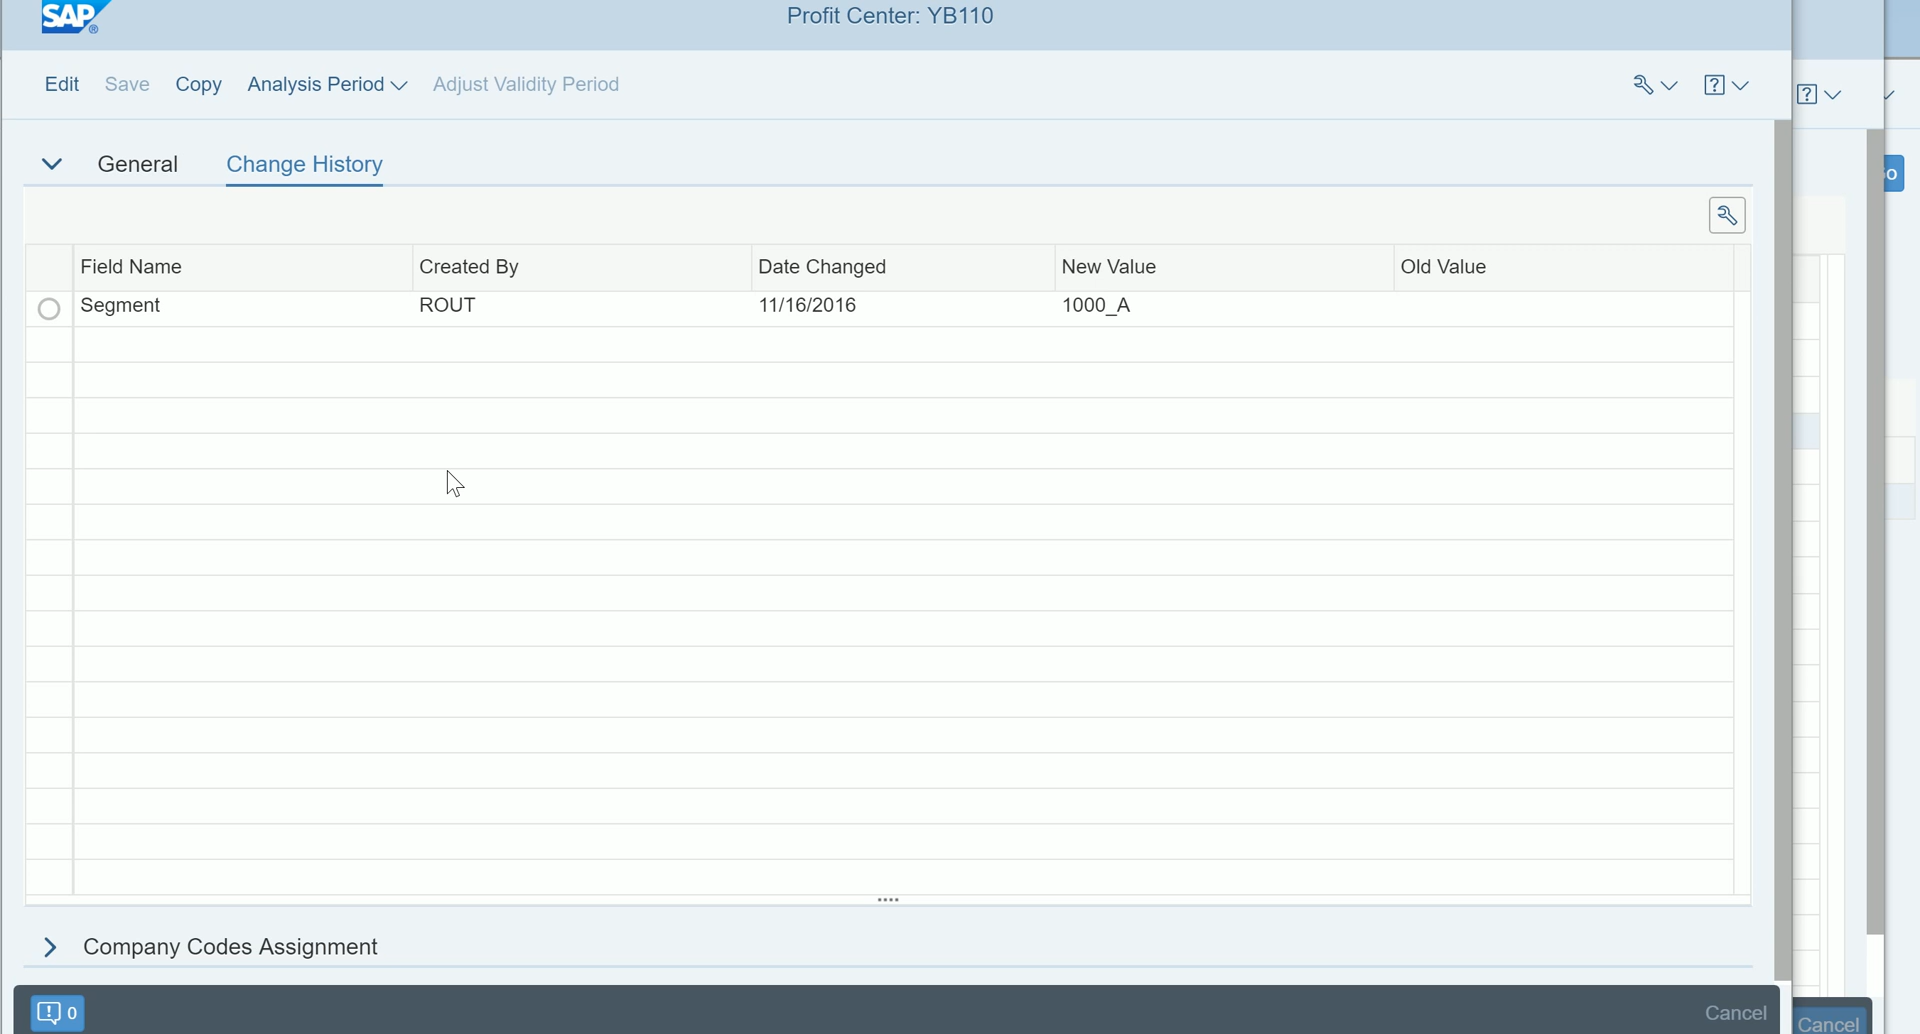 SAP®
Profit Center: YB110
Edit Save Copy Analysis Period Adjust Validity Period
General Change History
Field Name Created By Date Changed New Value Old Value
Segment ROUT 11/16/2016 1000_A
Company Codes Assignment
0
Cancel
Cancel